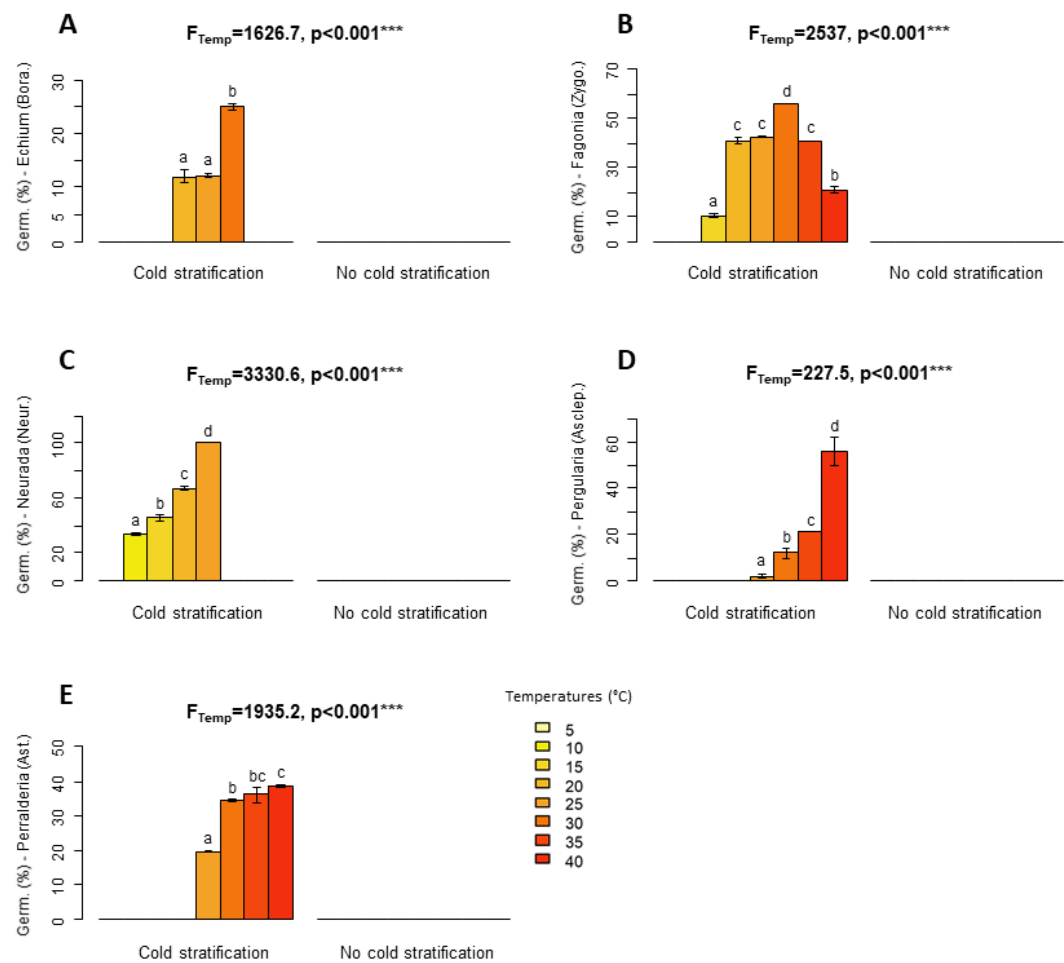 A
F_Temp=1626.7, p<0.001***
B
F_Temp=2537, p<0.001***
Germ. (%) - Echium (Bora.)
30
20
10
5
0
b
a a
Cold stratification No cold stratification
Germ. (%) - Fagonia (Zygo.)
70
50
40
30
10
0
a c c d c b
Cold stratification No cold stratification
C
F_Temp=3330.6, p<0.001***
D
F_Temp=227.5, p<0.001***
Germ. (%) - Neurada (Neur.)
100
60
20
0
a b c d
Cold stratification No cold stratification
Germ. (%) - Pergularia (Asclep.)
60
40
20
0
a b c d
Cold stratification No cold stratification
E
F_Temp=1935.2, p<0.001***
Germ. (%) - Perralderia (Ast.)
50
40
30
20
10
0
a b bc c
Cold stratification No cold stratification
Temperatures (°C)
5
10
15
20
25
30
35
40